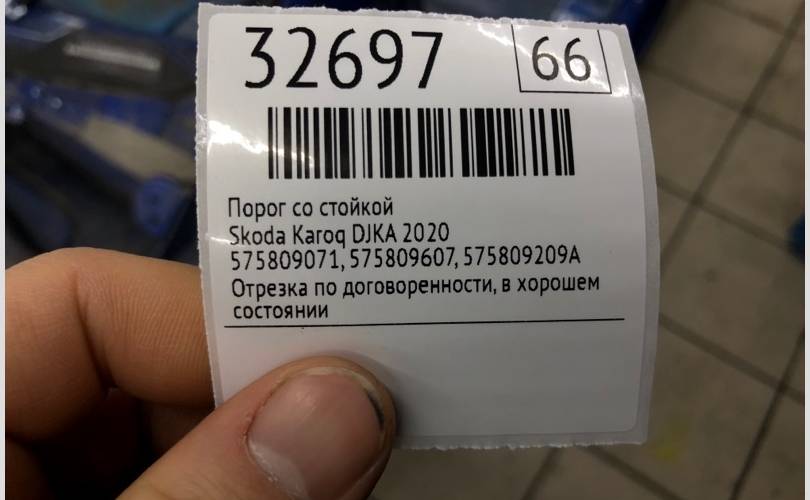 32697
66
Порог со стойкой
Skoda Karoq DJKA 2020
575809071, 575809607, 575809209A
Отрезка по договоренности, в хорошем
состоянии